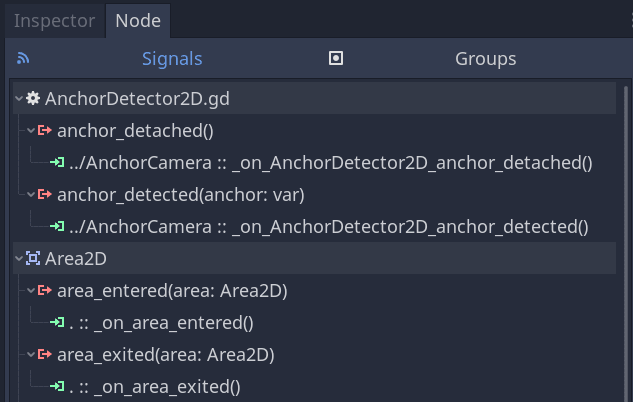 Inspector Node
Signals Groups
AnchorDetector2D.gd
anchor_detached()
../AnchorCamera :: _on_AnchorDetector2D_anchor_detached()
anchor_detected(anchor: var)
../AnchorCamera :: _on_AnchorDetector2D_anchor_detected()
Area2D
area_entered(area: Area2D)
. :: _on_area_entered()
area_exited(area: Area2D)
. :: _on_area_exited()